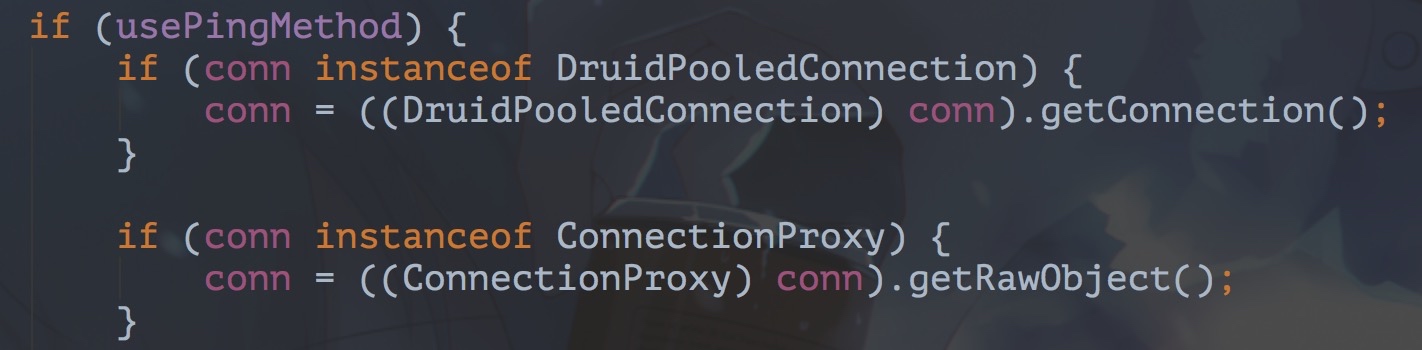 if (usePingMethod) {
    if (conn instanceof DruidPooledConnection) {
        conn = ((DruidPooledConnection) conn).getConnection();
    }

    if (conn instanceof ConnectionProxy) {
        conn = ((ConnectionProxy) conn).getRawObject();
    }